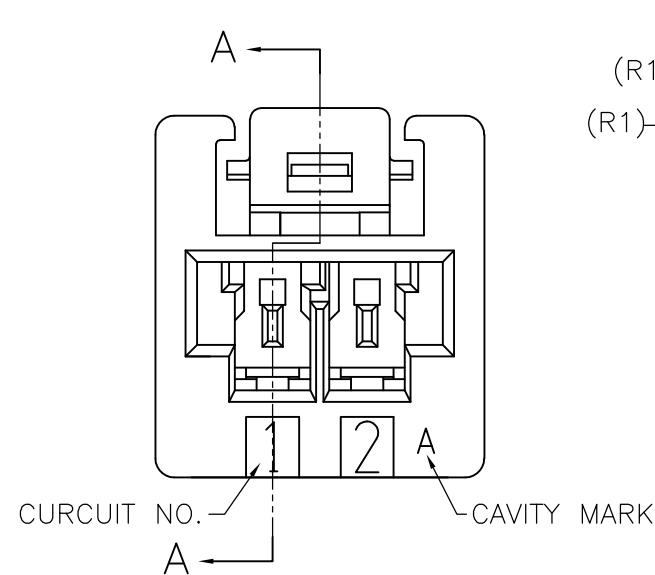 A
(R1
(R1)
1 2 A
CURCUIT NO.
CAVITY MARK
A